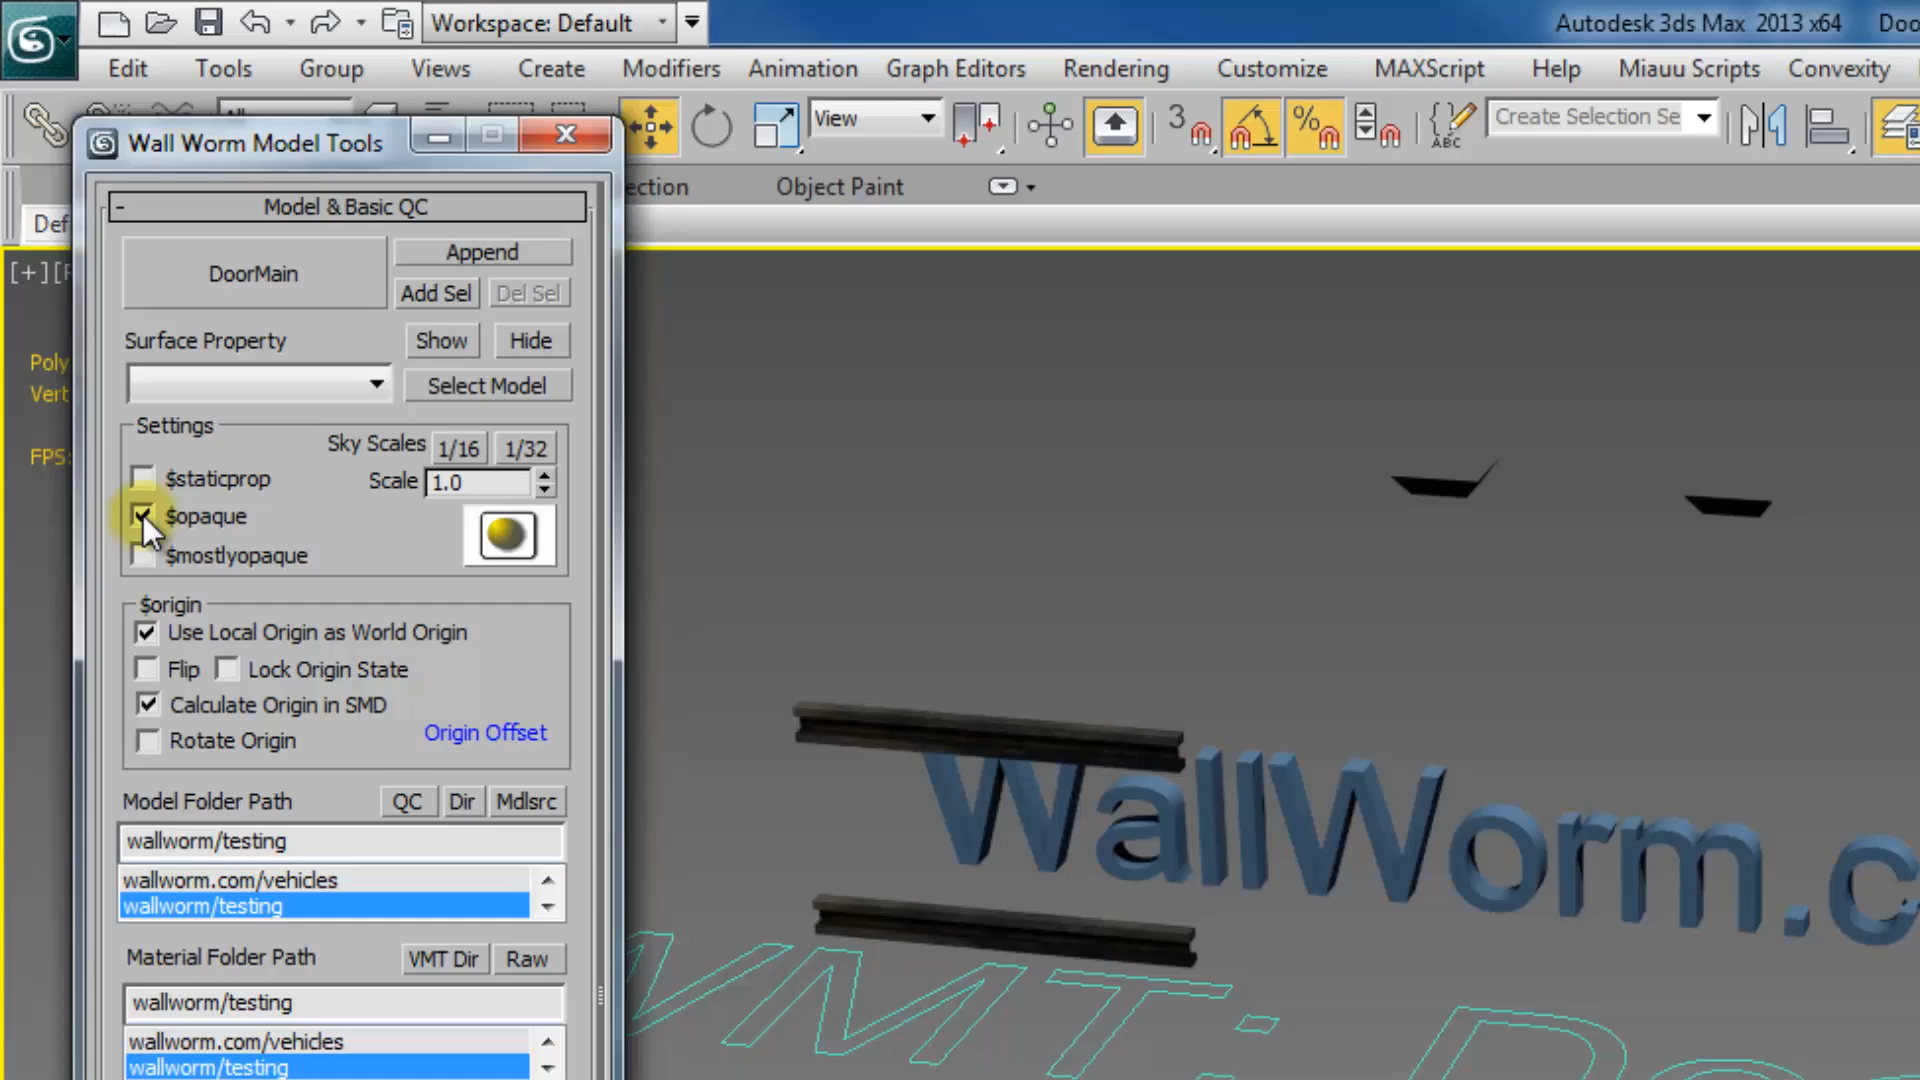 Workspace: Default
Autodesk 3ds Max 2013 x64 Doo
Edit Tools Group Views Create Modifiers Animation Graph Editors Rendering Customize MAXScript Help Miauu Scripts Convexity
View 3 % ABC Create Selection Se
Wall Worm Model Tools
ection Object Paint
Def
- Model & Basic QC
[+][P
DoorMain Append
Add Sel Del Sel
Surface Property Show Hide
Select Model
Poly
Vert
FPS:
Settings
Sky Scales 1/16 1/32
$staticprop Scale 1.0
$opaque
$mostlyopaque
$origin
Use Local Origin as World Origin
Flip Lock Origin State
Calculate Origin in SMD
Rotate Origin Origin Offset
Model Folder Path QC Dir Mdlsrc
wallworm/testing
wallworm.com/vehicles
wallworm/testing
Material Folder Path VMT Dir Raw
wallworm/testing
wallworm.com/vehicles
wallworm/testing
WallWorm.c